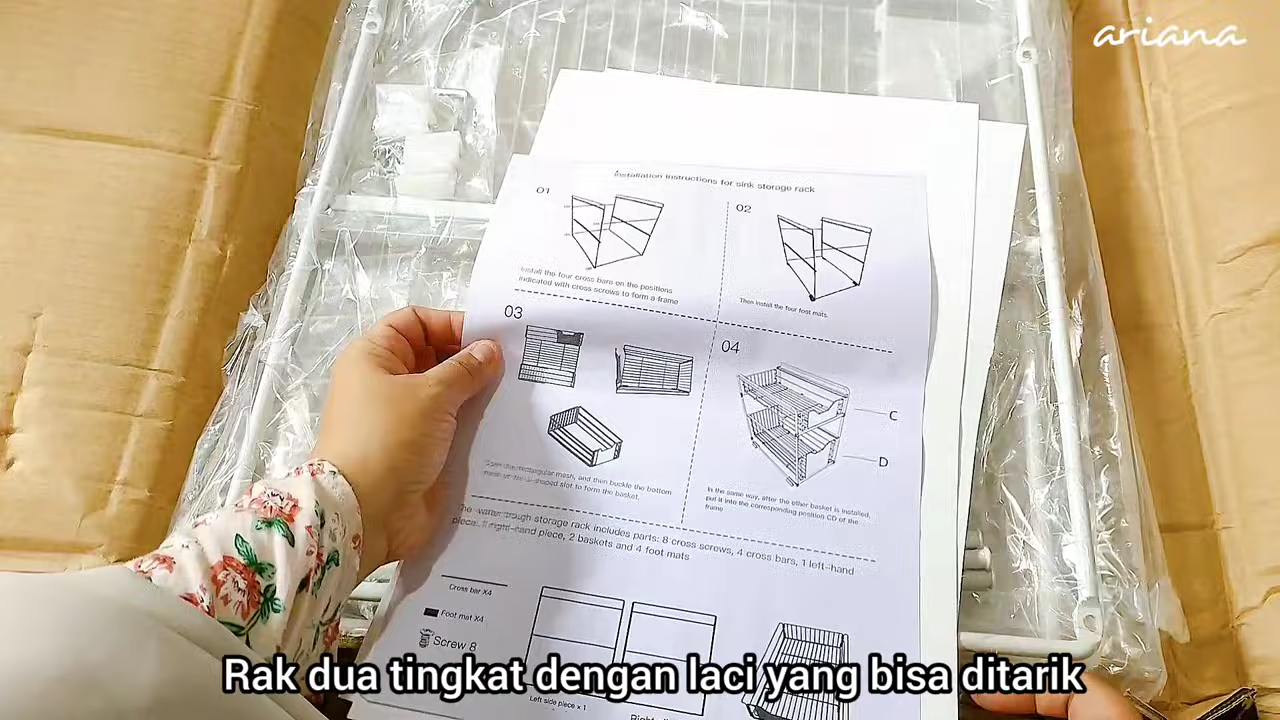 ariana
Installation instructions for sink storage rack
01
02
Install the four cross bars on the positions
indicated with cross screws to form a frame
Then install the four foot mats.
03
04
C
D
Open the rectangular mesh, and then buckle the bottom
mesh of the u-shaped slot to form the basket.
In the same way, after the other basket is installed,
put it into the corresponding position CD of the
frame
The water trough storage rack includes parts: 8 cross screws, 4 cross bars, 1 left-hand
piece, 1 right-hand piece, 2 baskets and 4 foot mats
Cross bar X4
Foot mat X4
Screw 8
Left side piece x 1
Rak dua tingkat dengan laci yang bisa ditarik